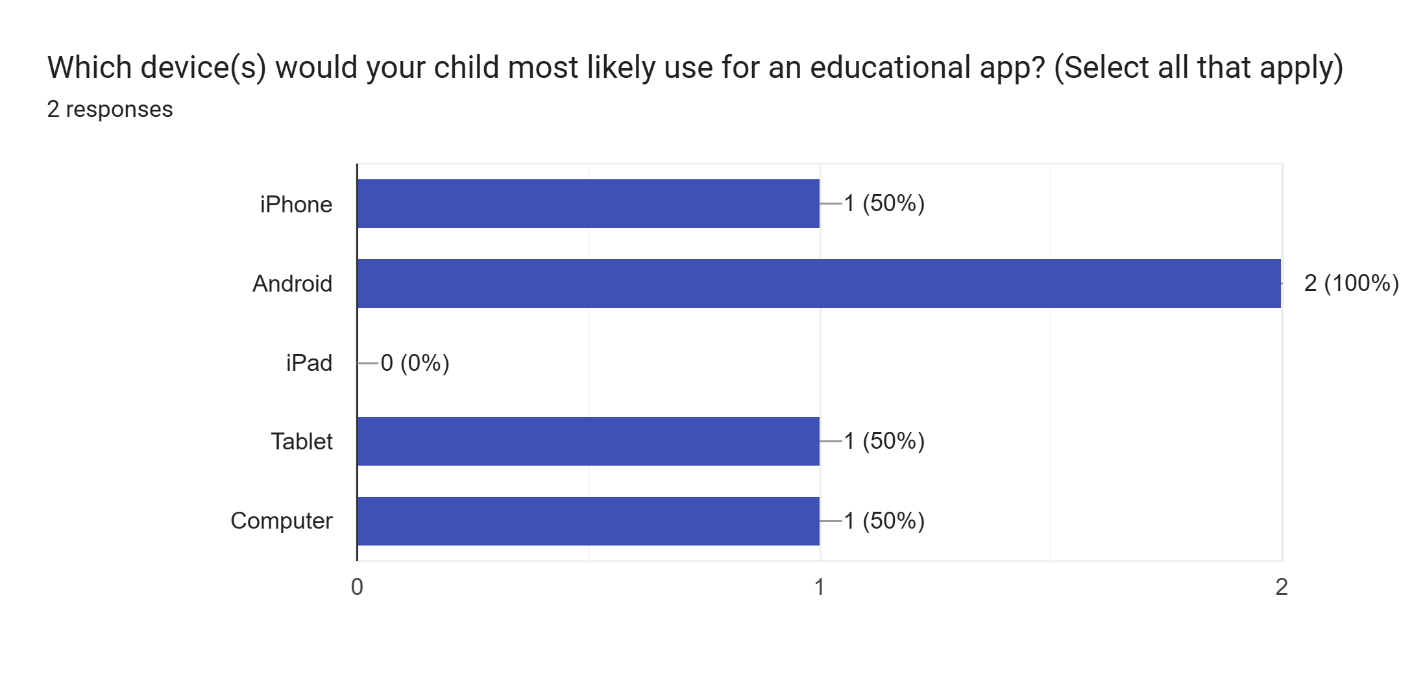 Which device(s) would your child most likely use for an educational app? (Select all that apply)
2 responses
iPhone
1 (50%)
Android
2 (100%)
iPad
0 (0%)
Tablet
1 (50%)
Computer
1 (50%)
0
1
2